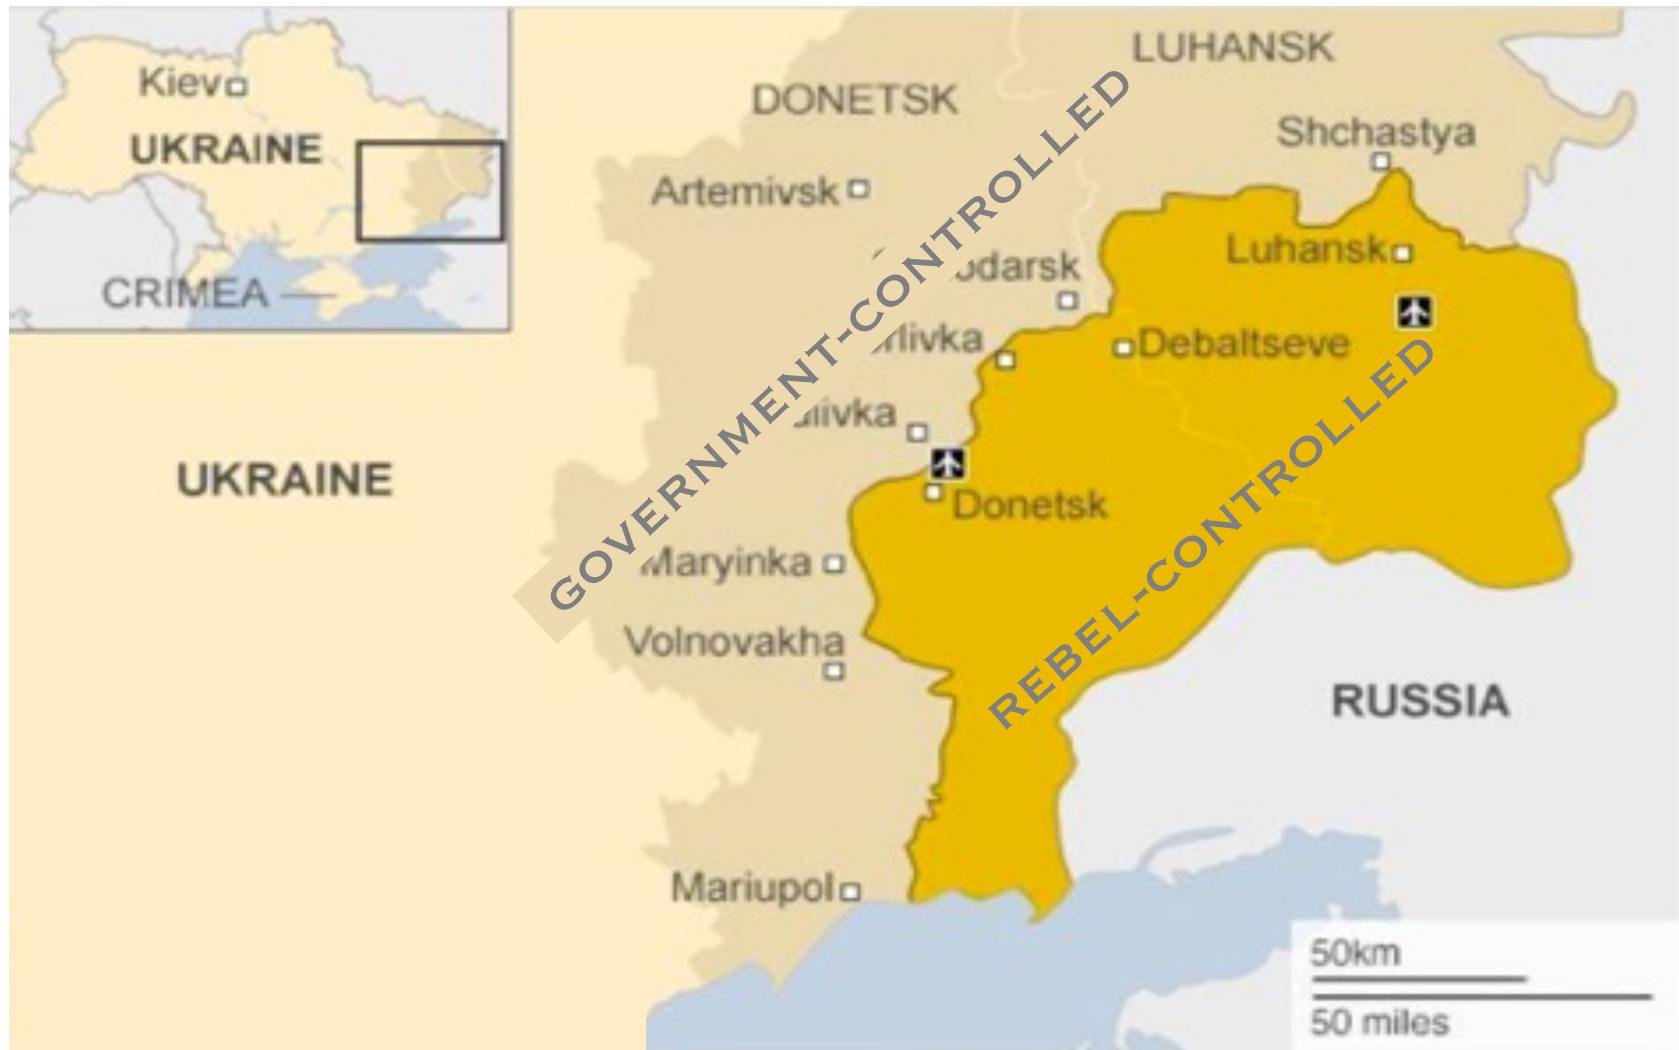 Kiev
UKRAINE
CRIMEA
LUHANSK
DONETSK
Shchastya
Artemivsk
GOVERNMENT-CONTROLLED
Luhansk
Debaltseve
UKRAINE
Donetsk
REBEL-CONTROLLED
Maryinka
Volnovakha
RUSSIA
Mariupol
50km
50 miles